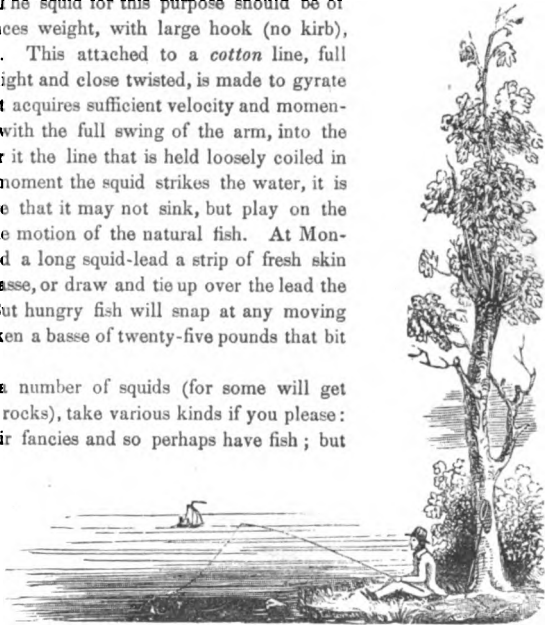 The squid for this purpose should be of
ces weight, with large hook (no kirb),
. This attached to a cotton line, full
ight and close twisted, is made to gyrate
t acquires sufficient velocity and momen-
with the full swing of the arm, into the
r it the line that is held loosely coiled in
moment the squid strikes the water, it is
e that it may not sink, but play on the
e motion of the natural fish. At Mon-
d a long squid-lead a strip of fresh skin
asse, or draw and tie up over the lead the
ut hungry fish will snap at any moving
ken a basse of twenty-five pounds that bit
a number of squids (for some will get
rocks), take various kinds if you please:
ir fancies and so perhaps have fish; but